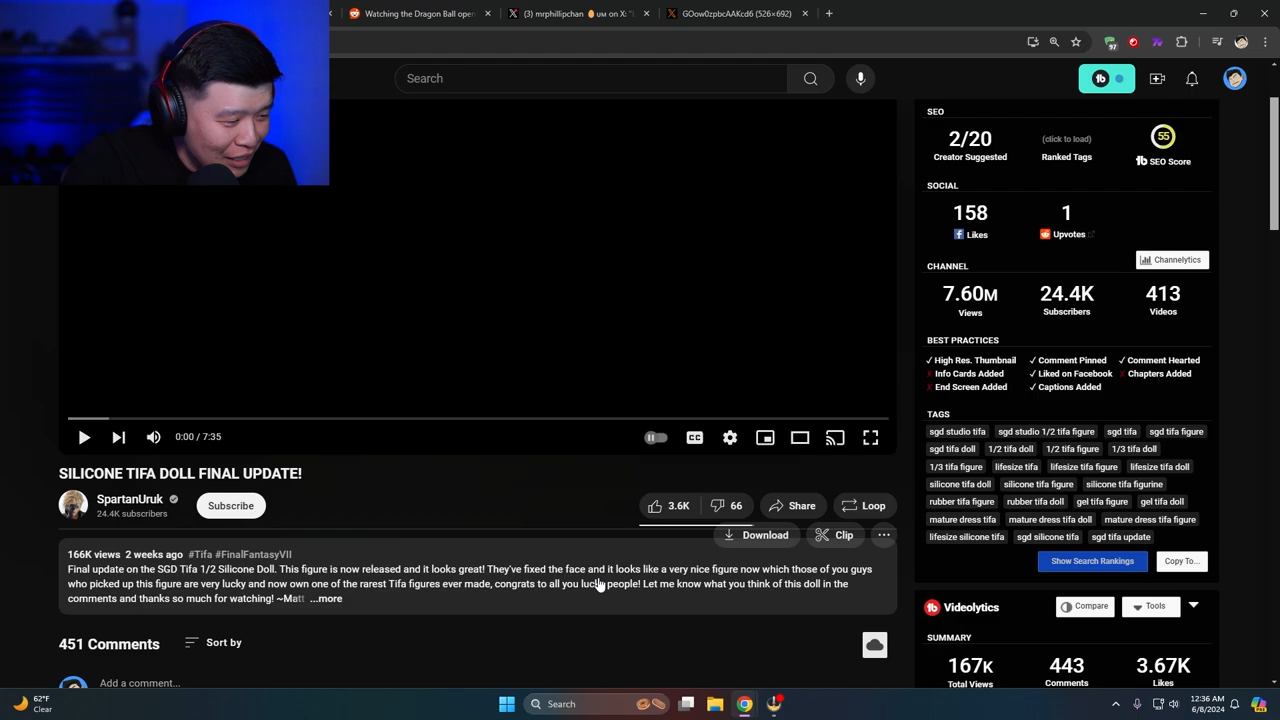 Watching the Dragon Ball open
(3) mrphillipchan
um on X: "
GOow0zpbcAAKcd6 (526×692)
97
Search
SEO
2/20
Creator Suggested
(click to load)
Ranked Tags
55
SEO Score
SOCIAL
158
Likes
1
Upvotes
CHANNEL
Channelytics
7.60M
Views
24.4K
Subscribers
413
Videos
BEST PRACTICES
High Res. Thumbnail
Comment Pinned
Comment Hearted
Info Cards Added
Liked on Facebook
Chapters Added
End Screen Added
Captions Added
TAGS
sgd studio tifa
sgd studio 1/2 tifa figure
sgd tifa
sgd tifa figure
sgd tifa doll
1/2 tifa doll
1/2 tifa figure
1/3 tifa doll
1/3 tifa figure
lifesize tifa
lifesize tifa figure
lifesize tifa doll
silicone tifa doll
silicone tifa figure
silicone tifa figurine
rubber tifa figure
rubber tifa doll
gel tifa figure
gel tifa doll
mature dress tifa
mature dress tifa doll
mature dress tifa figure
lifesize silicone tifa
sgd silicone tifa
sgd tifa update
Show Search Rankings
Copy To...
0:00 / 7:35
CC
SILICONE TIFA DOLL FINAL UPDATE!
SpartanUruk
24.4K subscribers
Subscribe
3.6K
66
Share
Loop
Download
Clip
166K views 2 weeks ago #Tifa #FinalFantasyVII
Final update on the SGD Tifa 1/2 Silicone Doll. This figure is now released and it looks great! They've fixed the face and it looks like a very nice figure now which those of you guys
who picked up this figure are very lucky and now own one of the rarest Tifa figures ever made, congrats to all you lucky people! Let me know what you think of this doll in the
comments and thanks so much for watching! ~Matt ...more
451 Comments
Sort by
Add a comment...
Videolytics
Compare
Tools
SUMMARY
167K
Total Views
443
Comments
3.67K
Likes
62°F
Clear
Search
12:36 AM
6/8/2024